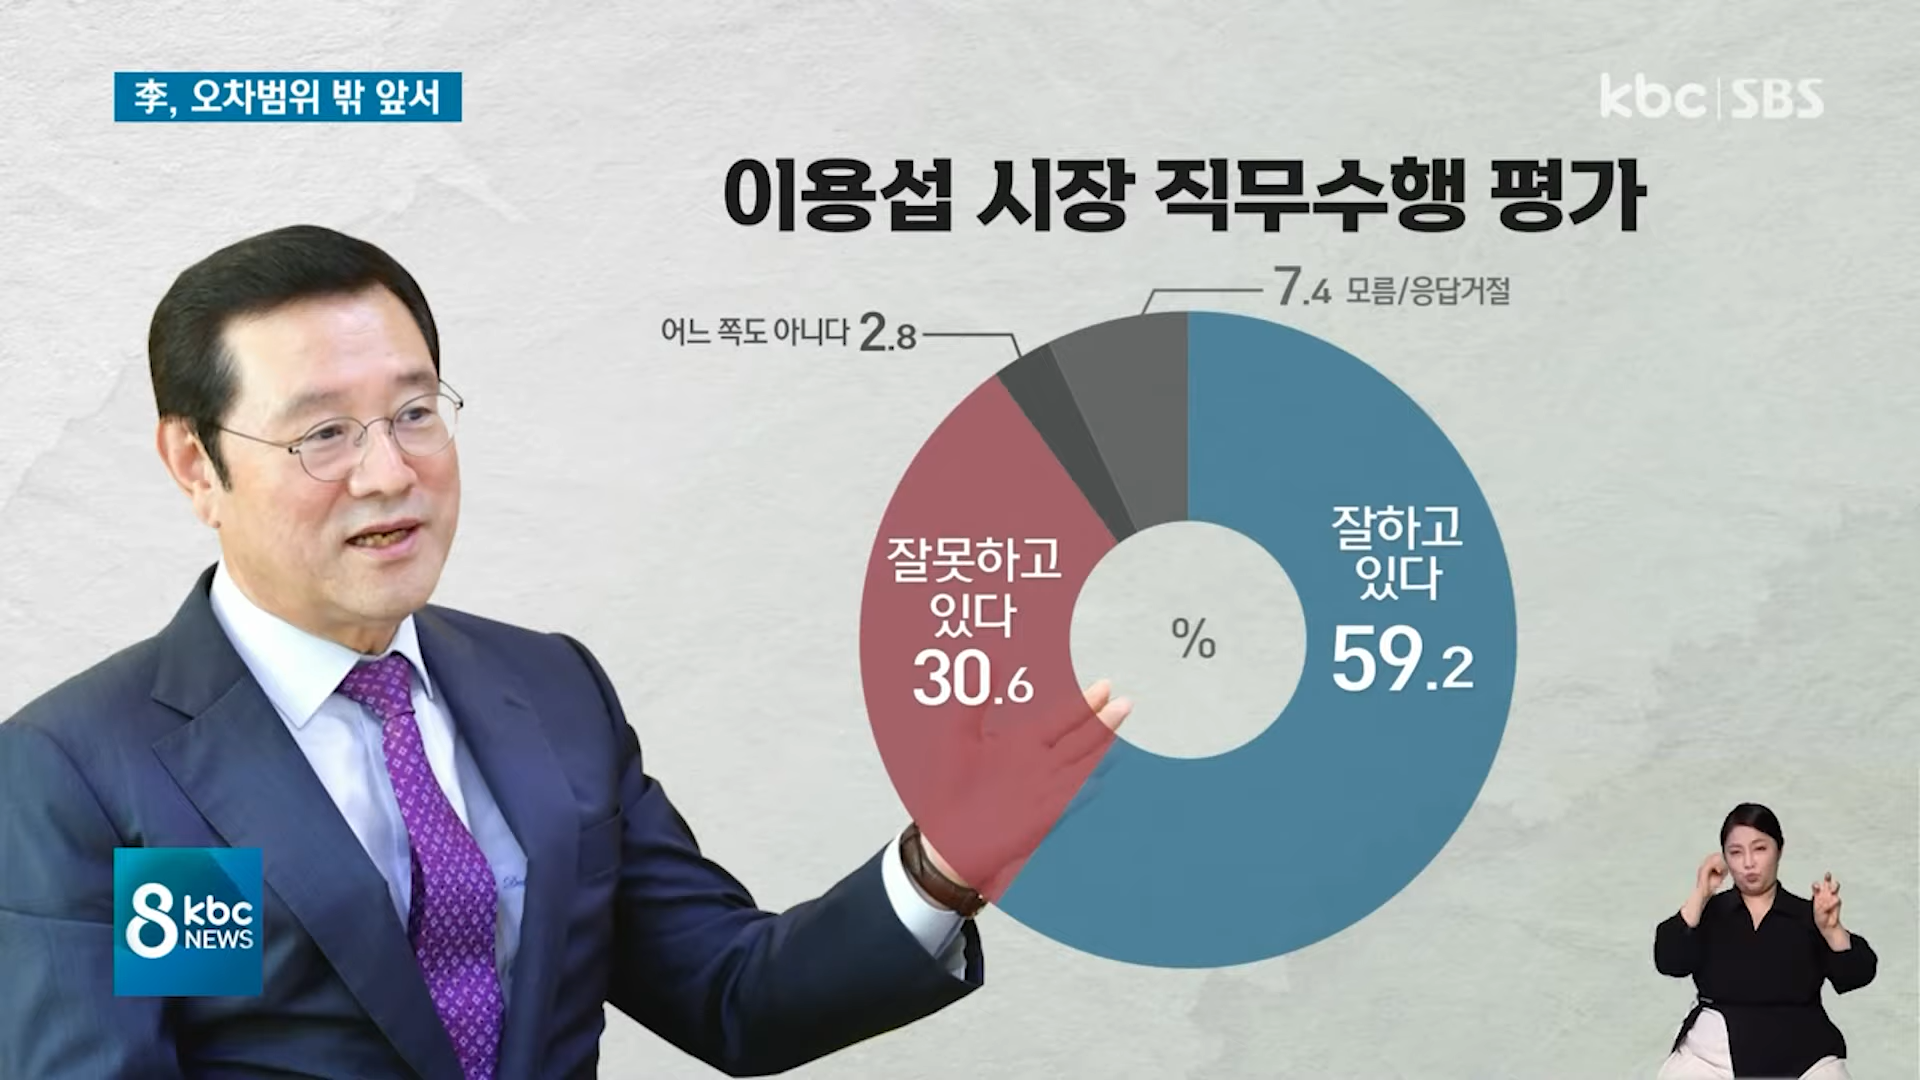 李, 오차범위 밖 앞서
kbc SBS
이용섭 시장 직무수행 평가
7.4 모름/응답거절
어느 쪽도 아니다 2.8
잘하고
있다
59.2
잘못하고
있다
30.6
%
8 kbc
NEWS